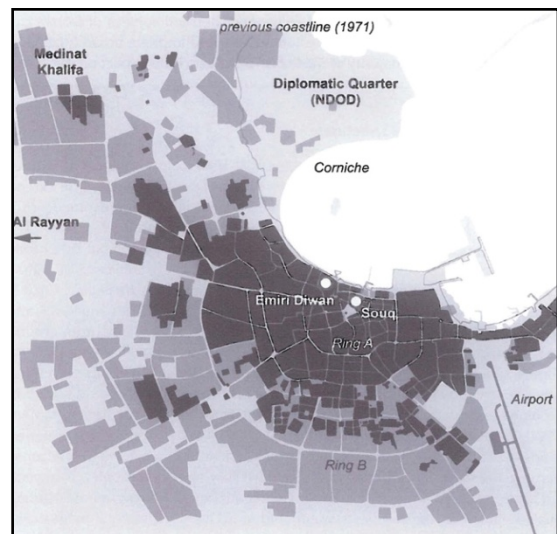 previous coastline (1971)
Medinat
Khalifa
Diplomatic Quarter
(NDOD)
Corniche
Al Rayyan
Emiri Diwan
Souq
Ring A
Airport
Ring B